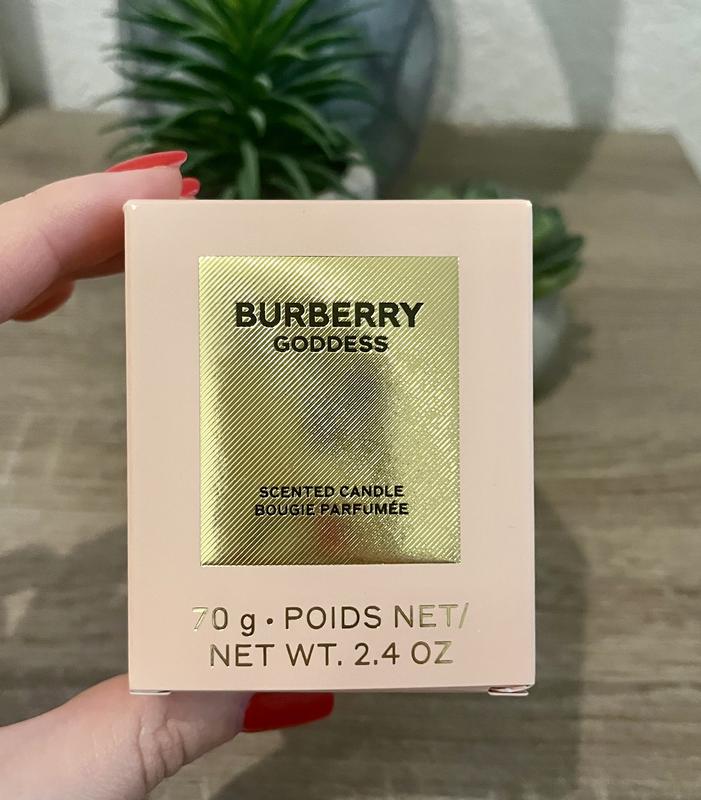 BURBERRY
GODDESS
SCENTED CANDLE
BOUGIE PARFUMÉE
70 g • POIDS NET/
NET WT. 2.4 OZ